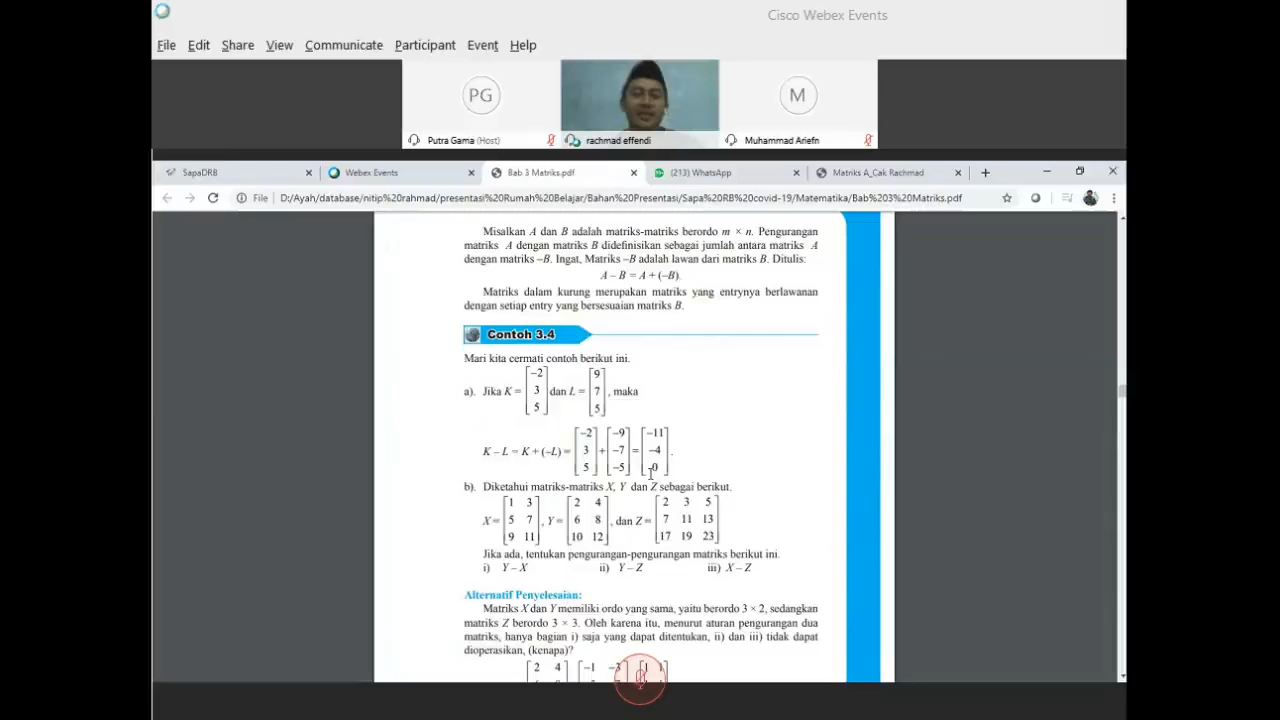 Cisco Webex Events
File Edit Share View Communicate Participant Event Help
PG
M
Putra Gama (Host)
rachmad effendi
Muhammad Ariefn
SapaDRB
Webex Events
Bab 3 Matriks.pdf
(213) WhatsApp
Matriks A_Cak Rachmad
File D:/Ayah/database/nitip%20rahmad/presentasi%20Rumah%20Belajar/Bahan%20Presentasi/Sapa%20RB%20covid-19/Matematika/Bab%203%20Matriks.pdf
Misalkan A dan B adalah matriks-matriks berordo m × n. Pengurangan
matriks A dengan matriks B didefinisikan sebagai jumlah antara matriks A
dengan matriks –B. Ingat, Matriks –B adalah lawan dari matriks B. Ditulis:
A – B = A + (–B).
Matriks dalam kurung merupakan matriks yang entrynya berlawanan
dengan setiap entry yang bersesuaian matriks B.
Contoh 3.4
Mari kita cermati contoh berikut ini.
a). Jika K = [–2 3 5] dan L = [9 7 5], maka
K – L = K + (–L) = [–2 3 5] + [–9 –7 –5] = [–11 –4 0].
b). Diketahui matriks-matriks X, Y dan Z sebagai berikut.
X = [1 3 5 7 9 11], Y = [2 4 6 8 10 12], dan Z = [2 3 5 7 11 13 17 19 23]
Jika ada, tentukan pengurangan-pengurangan matriks berikut ini.
i) Y – X ii) Y – Z iii) X – Z
Alternatif Penyelesaian:
Matriks X dan Y memiliki ordo yang sama, yaitu berordo 3 × 2, sedangkan
matriks Z berordo 3 × 3. Oleh karena itu, menurut aturan pengurangan dua
matriks, hanya bagian i) saja yang dapat ditentukan, ii) dan iii) tidak dapat
dioperasikan, (kenapa)?
2 4 –1 –3 1 1